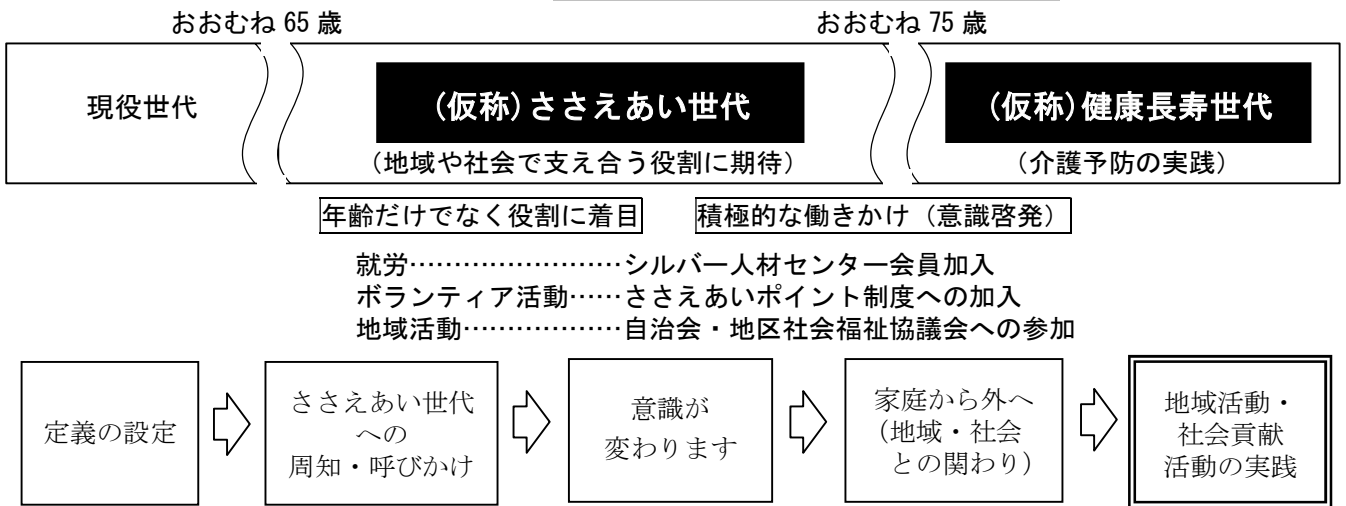 おおむね 65 歳
おおむね 75 歳
現役世代
(仮称)ささえあい世代
(仮称)健康長寿世代
(地域や社会で支え合う役割に期待)
(介護予防の実践)
年齢だけでなく役割に着目
積極的な働きかけ(意識啓発)
就労……………………シルバー人材センター会員加入
ボランティア活動……ささえあいポイント制度への加入
地域活動………………自治会・地区社会福祉協議会への参加
定義の設定
ささえあい世代
への
周知・呼びかけ
意識が
変わります
家庭から外へ
(地域・社会
との関わり)
地域活動・
社会貢献
活動の実践